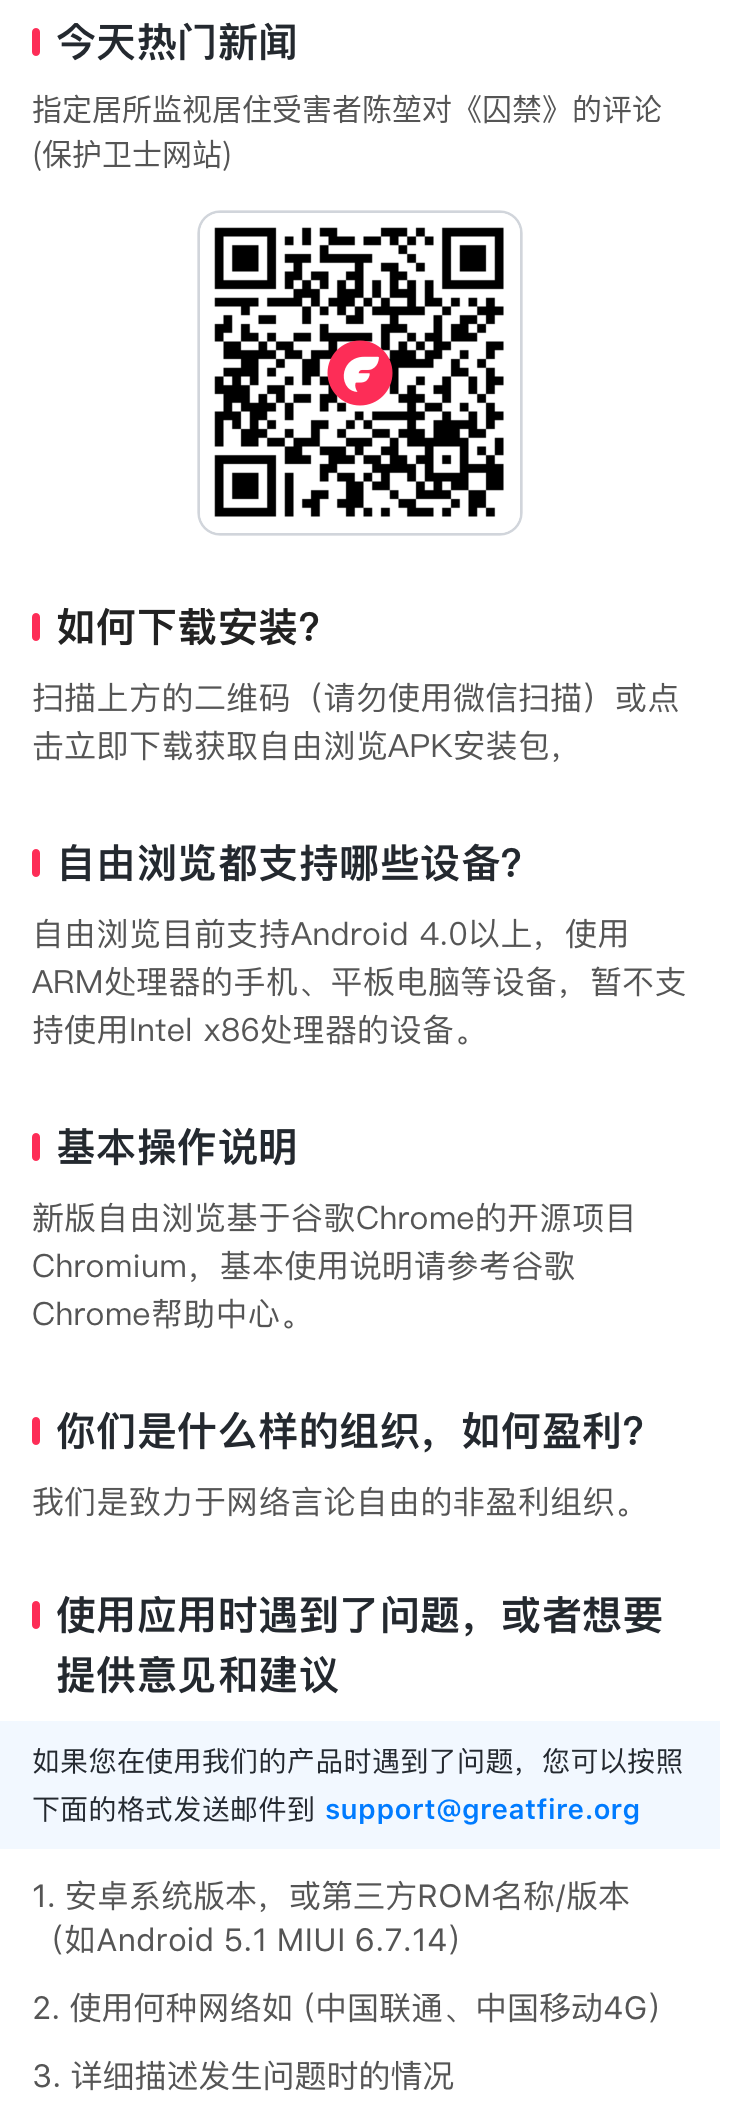 今天热门新闻
指定居所监视居住受害者陈堃对《囚禁》的评论
(保护卫士网站)
如何下载安装?
扫描上方的二维码（请勿使用微信扫描）或点
击立即下载获取自由浏览APK安装包，
自由浏览都支持哪些设备?
自由浏览目前支持Android 4.0以上，使用
ARM处理器的手机、平板电脑等设备，暂不支
持使用Intel x86处理器的设备。
基本操作说明
新版自由浏览基于谷歌Chrome的开源项目
Chromium，基本使用说明请参考谷歌
Chrome帮助中心。
你们是什么样的组织，如何盈利?
我们是致力于网络言论自由的非盈利组织。
使用应用时遇到了问题，或者想要
提供意见和建议
如果您在使用我们的产品时遇到了问题，您可以按照
下面的格式发送邮件到 support@greatfire.org
1. 安卓系统版本，或第三方ROM名称/版本
（如Android 5.1 MIUI 6.7.14）
2. 使用何种网络如 (中国联通、中国移动4G）
3. 详细描述发生问题时的情况